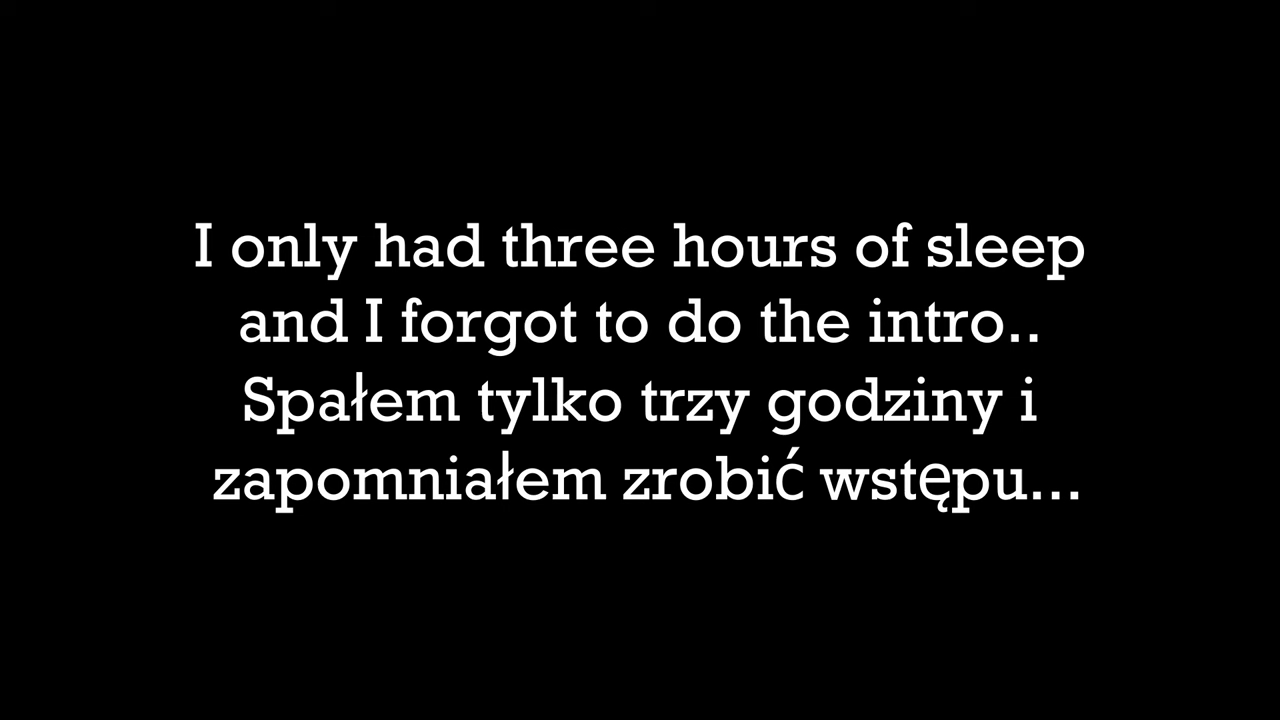 I only had three hours of sleep
and I forgot to do the intro..
Spałem tylko trzy godziny i
zapomniałem zrobić wstępu...